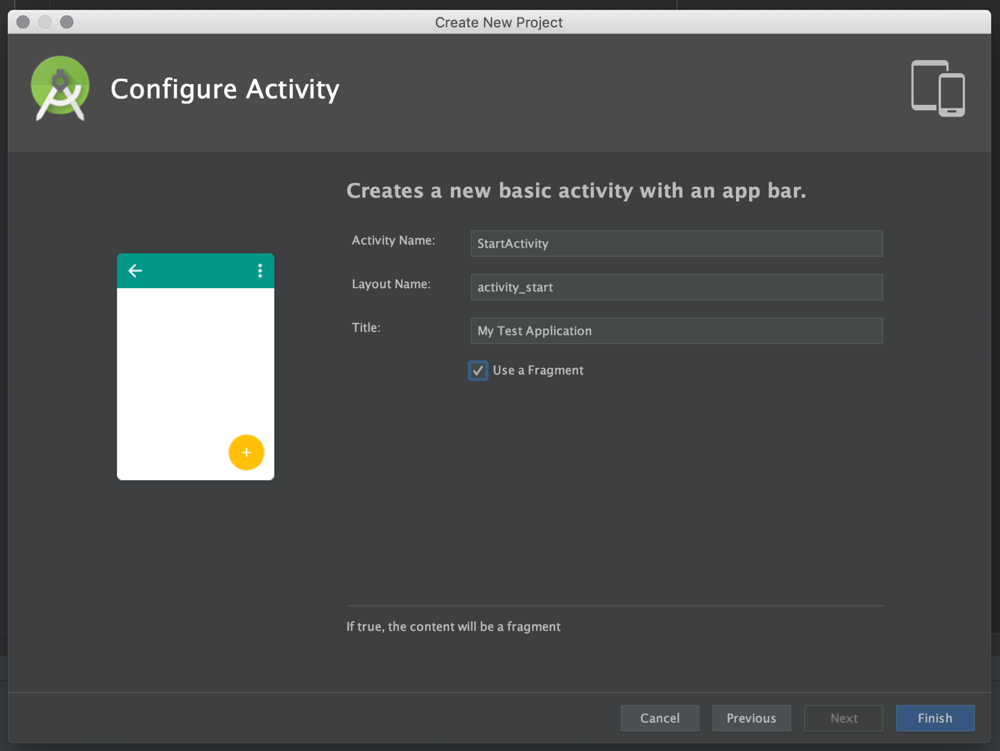 Create New Project
Configure Activity
Creates a new basic activity with an app bar.
Activity Name:
StartActivity
Layout Name:
activity_start
Title:
My Test Application
Use a Fragment
If true, the content will be a fragment
Cancel
Previous
Next
Finish